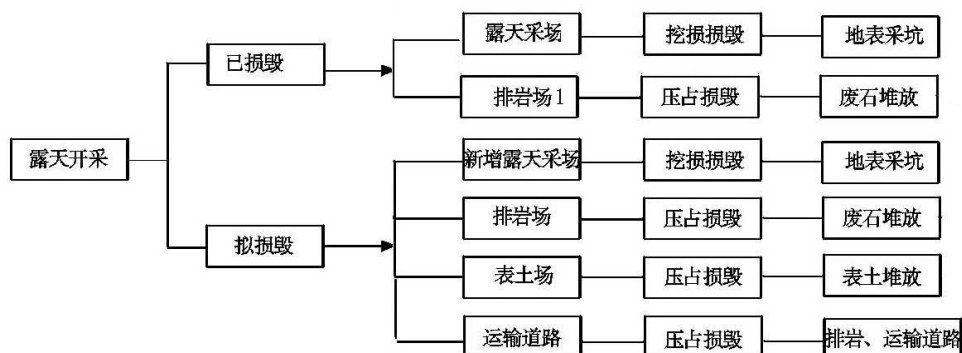 露天开采
已损毁
露天采场
挖损损毁
地表采坑
排岩场1
压占损毁
废石堆放
拟损毁
新增露天采场
挖损损毁
地表采坑
排岩场
压占损毁
废石堆放
表土场
压占损毁
表土堆放
运输道路
压占损毁
排岩、运输道路